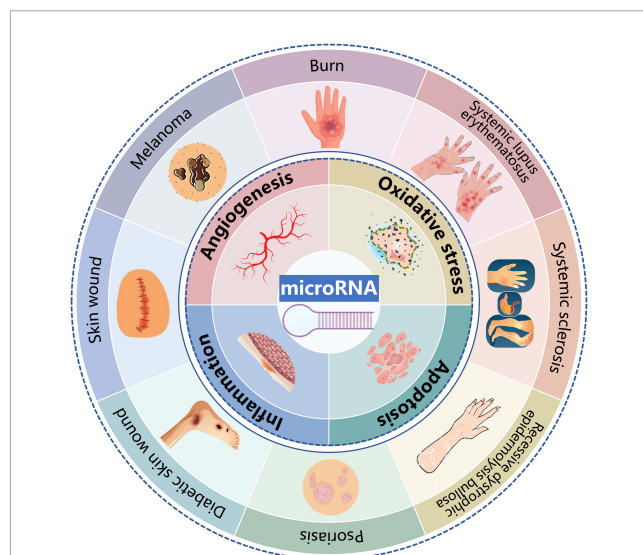 Burn
Systemic lupus
erythematosus
Systemic sclerosis
Recessive dystrophic
epidermolysis bullosa
Psoriasis
Diabetic skin wound
Skin wound
Melanoma
Angiogenesis
Oxidative stress
Apoptosis
Inflammation
microRNA